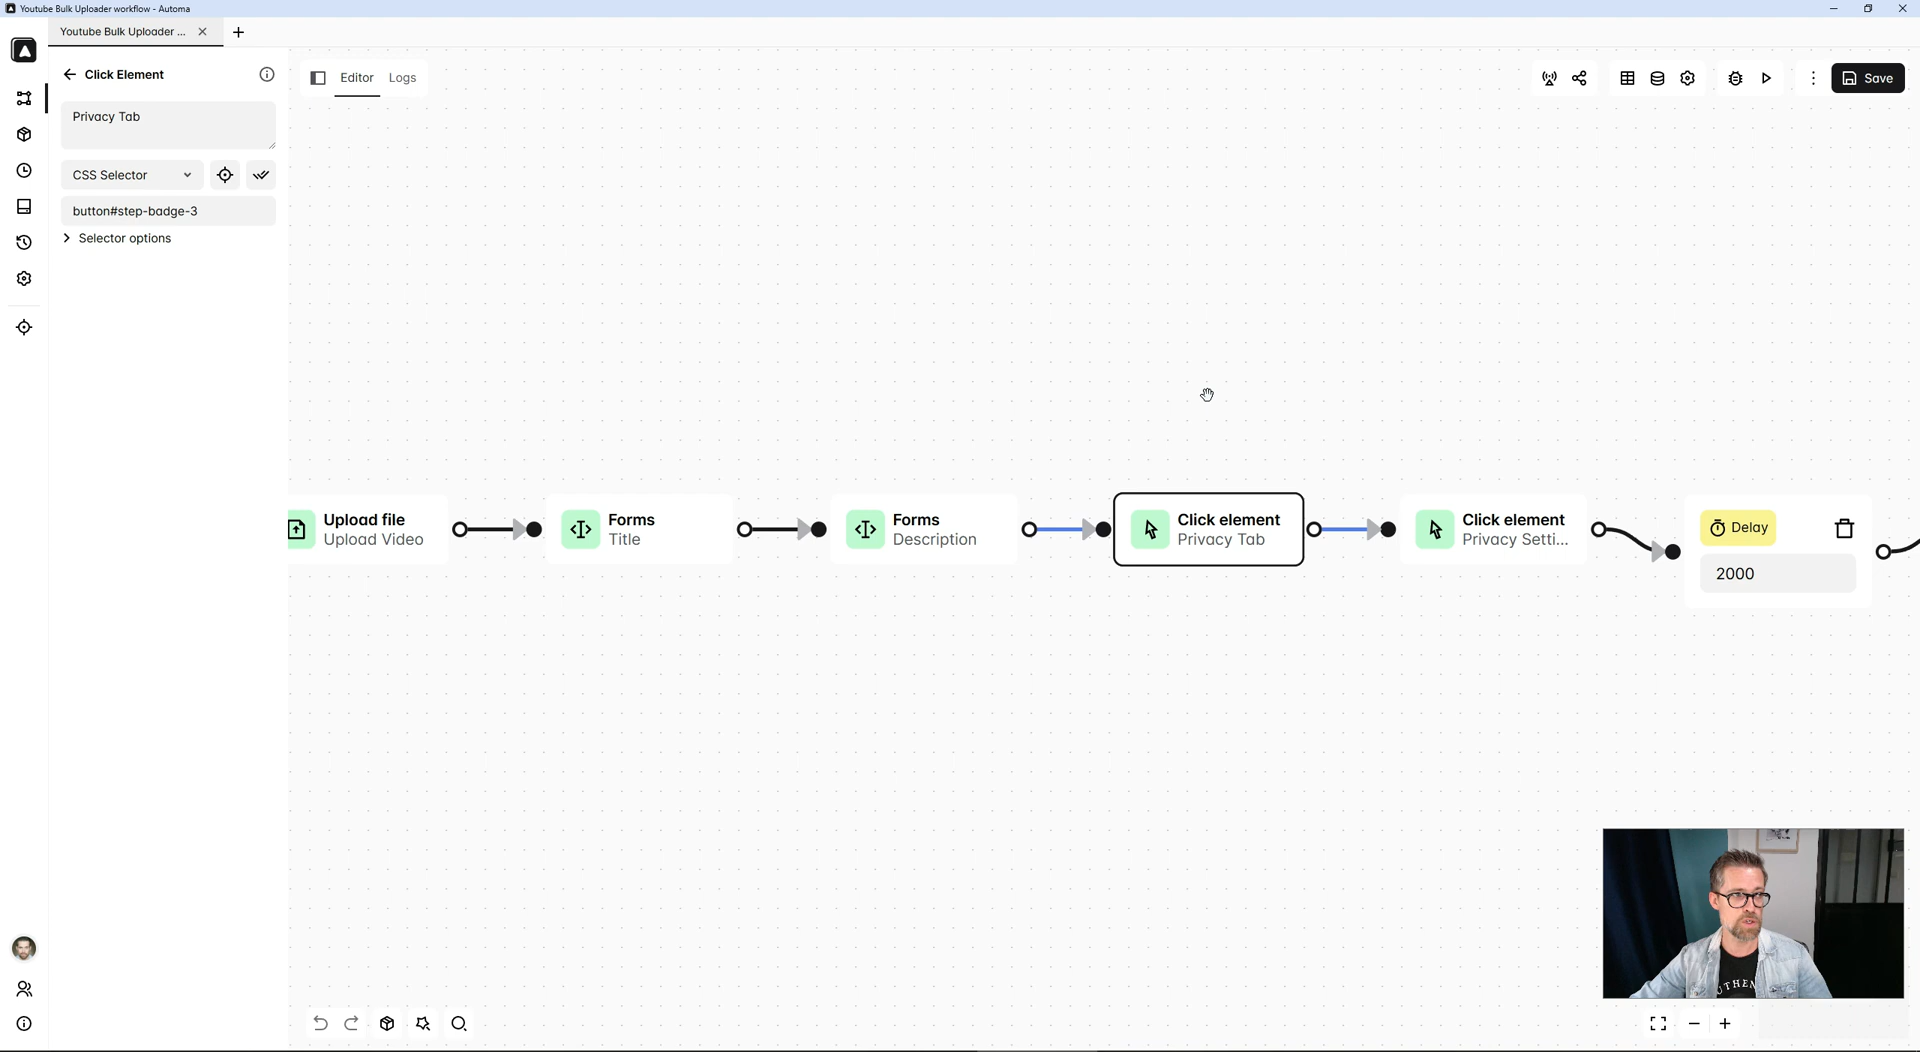 Youtube Bulk Uploader workflow - Automa
Youtube Bulk Uploader ...
Click Element
Privacy Tab
CSS Selector
button#step-badge-3
Selector options
Editor
Logs
Save
Upload file
Upload Video
Forms
Title
Forms
Description
Click element
Privacy Tab
Click element
Privacy Setti...
Delay
2000
UTHEN